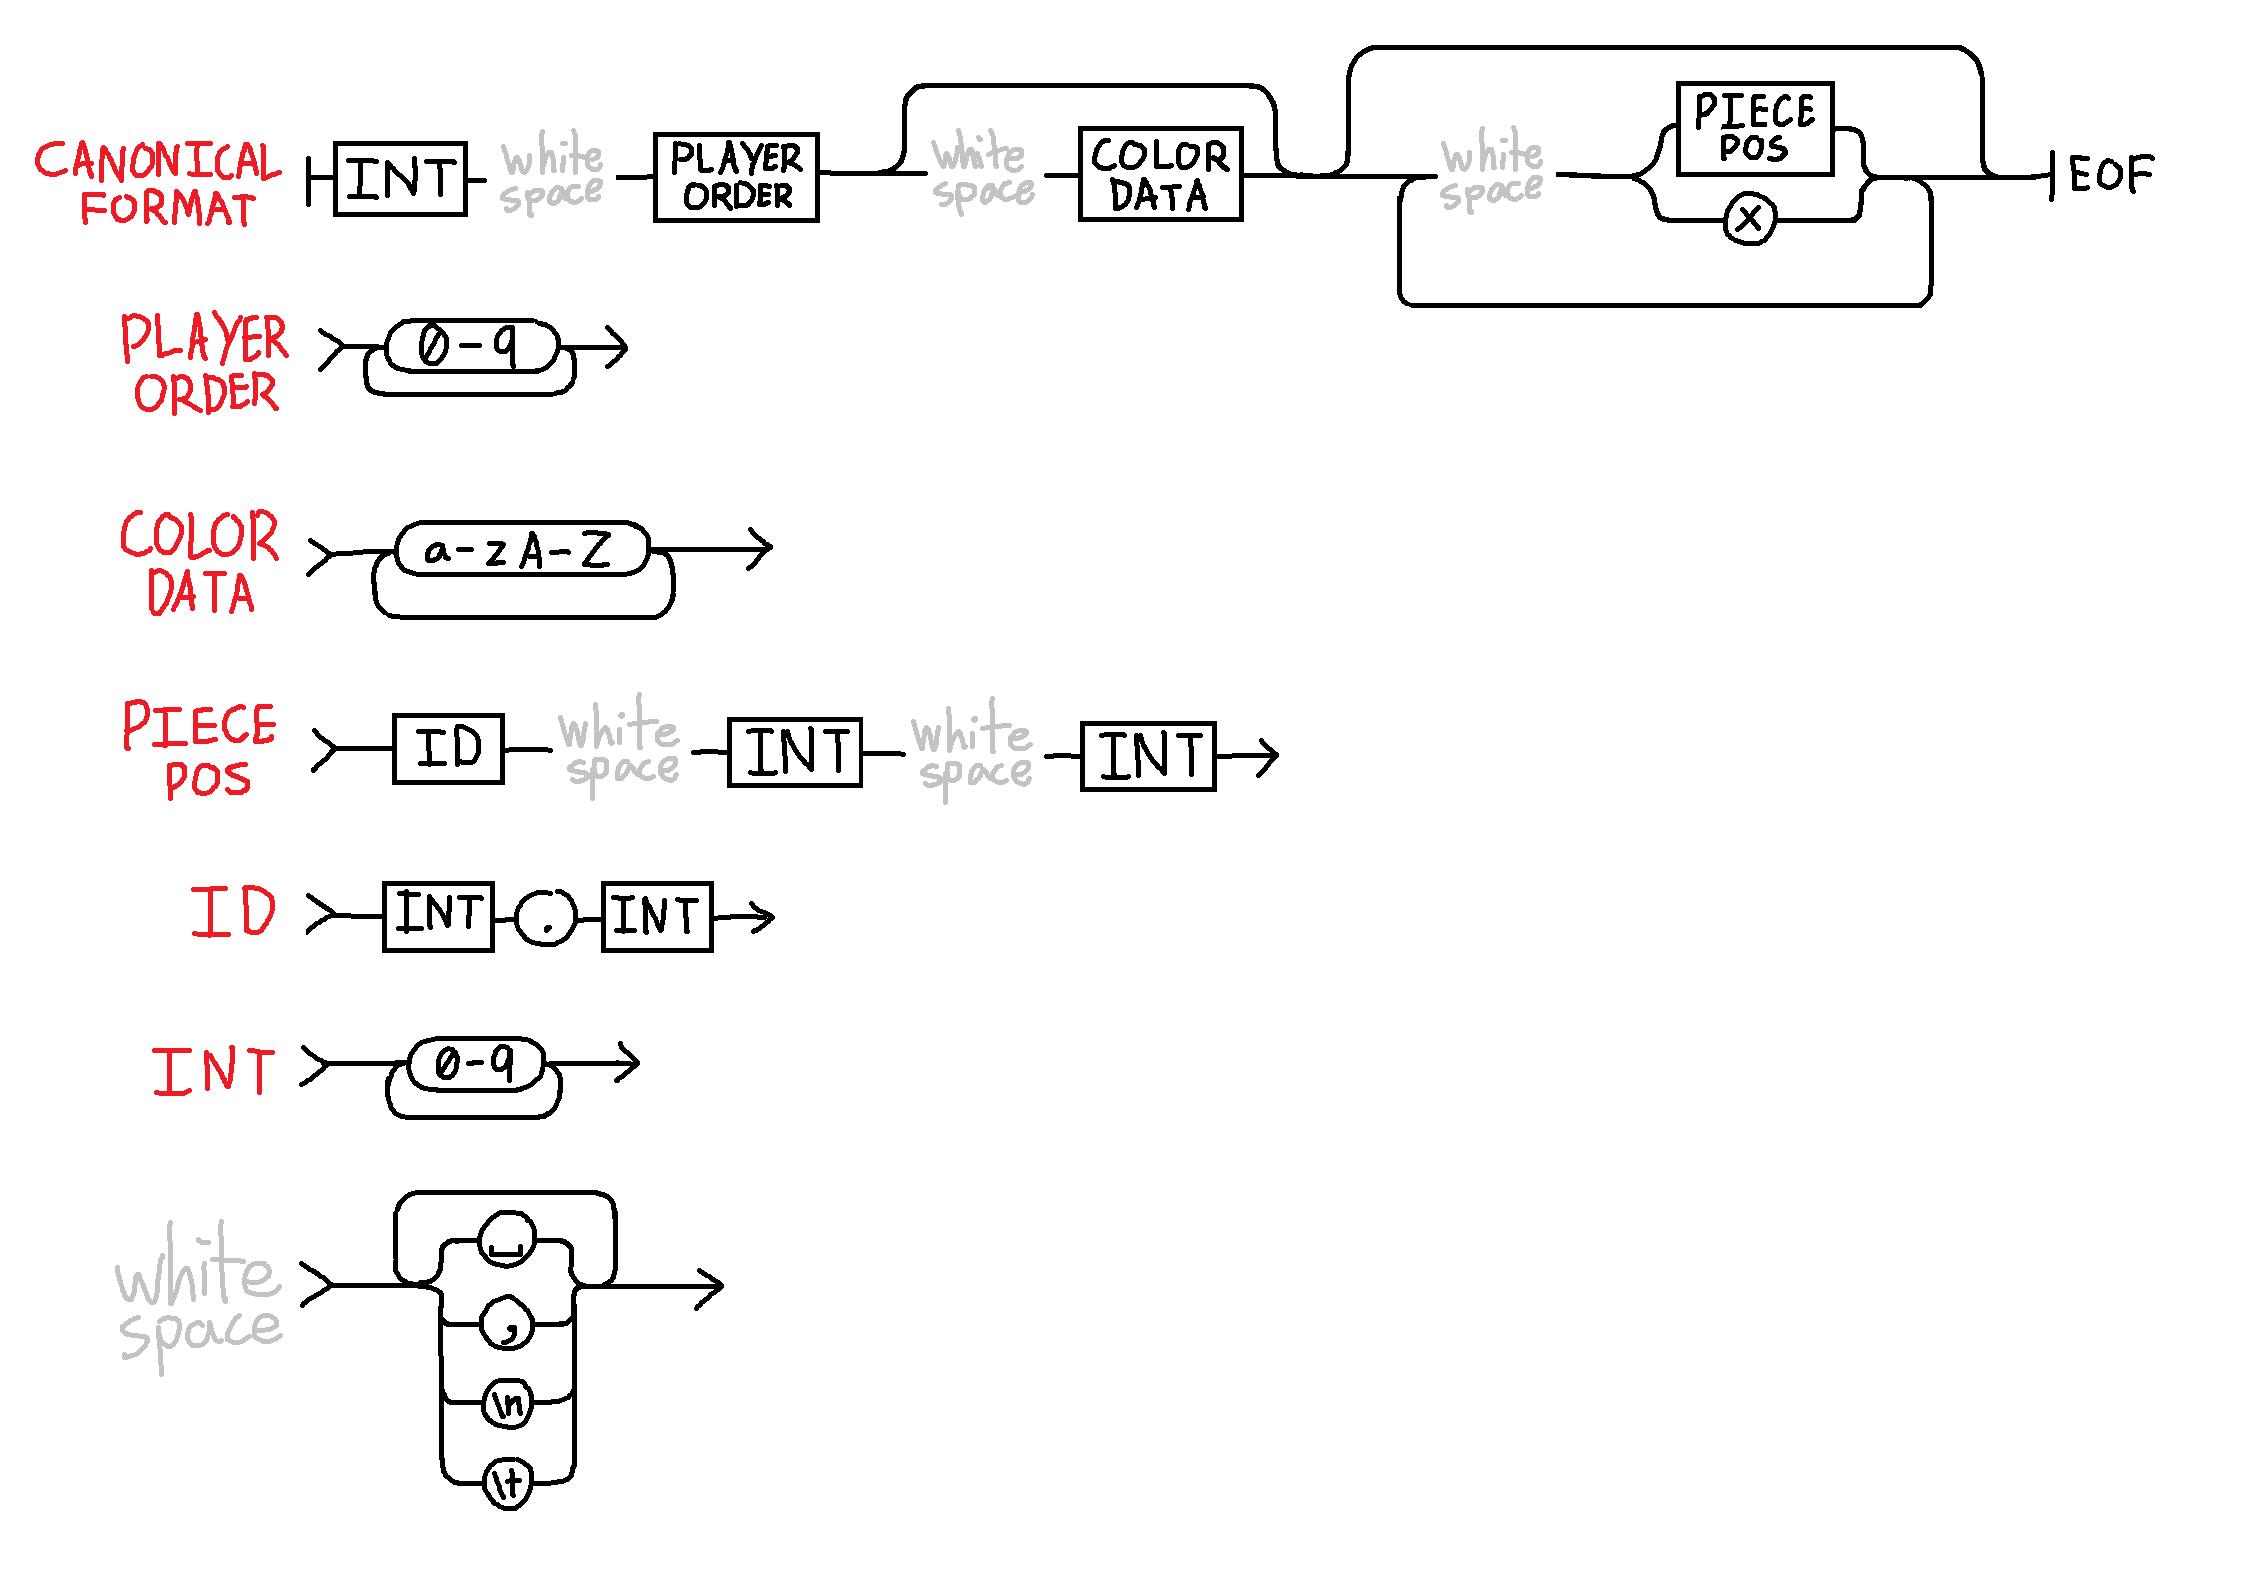 CANONICAL FORMAT
INT
white space
PLAYER ORDER
white space
COLOR DATA
white space
PIECE POS
X
EOF
PLAYER ORDER
0-9
COLOR DATA
a-z A-Z
PIECE POS
ID
white space
INT
white space
INT
ID
INT
.
INT
INT
0-9
white space
␣
,
\n
\t